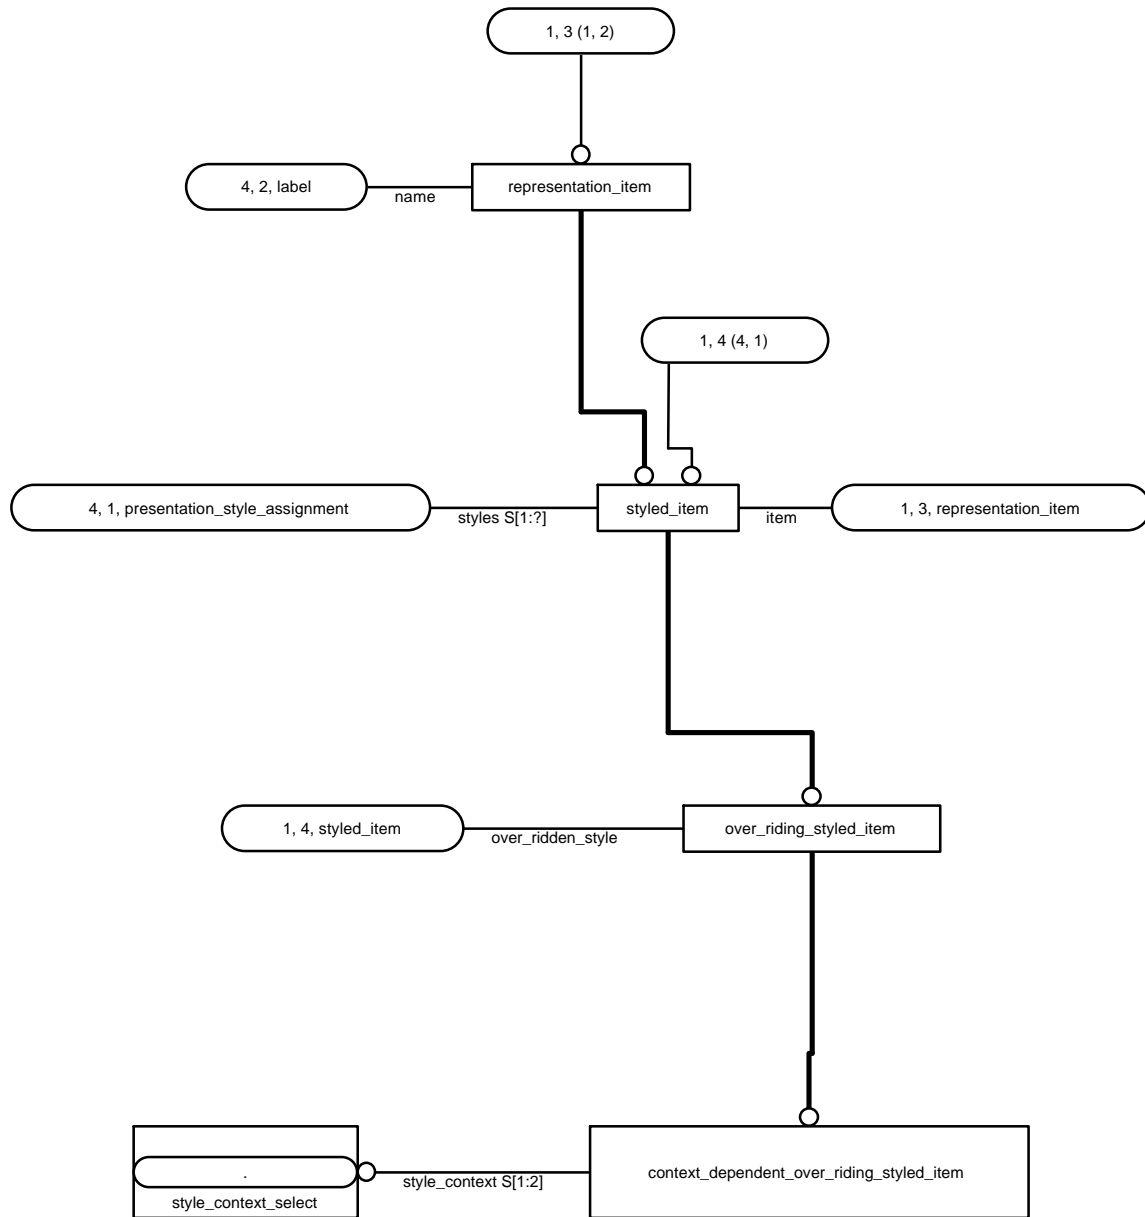 1, 3 (1, 2)
4, 2, label
name
representation_item
1, 4 (4, 1)
4, 1, presentation_style_assignment
styles S[1:?]
styled_item
item
1, 3, representation_item
1, 4, styled_item
over_ridden_style
over_riding_styled_item
.
style_context_select
style_context S[1:2]
context_dependent_over_riding_styled_item